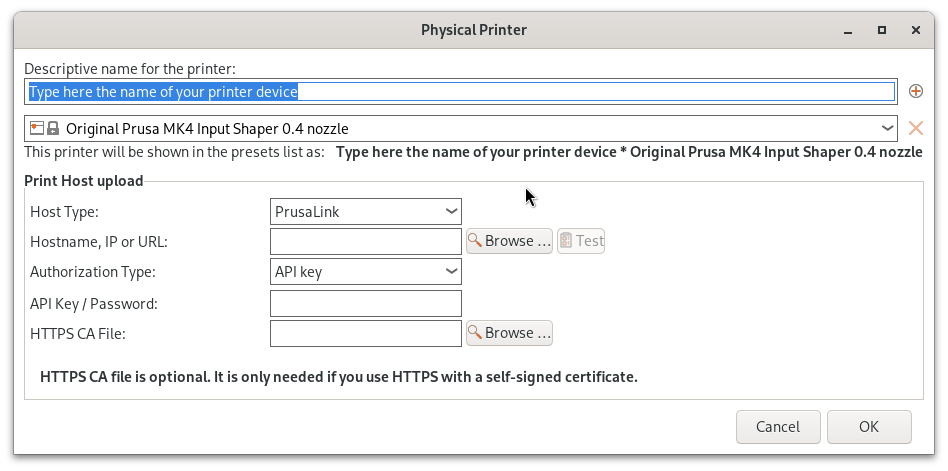 Physical Printer
Descriptive name for the printer:
Type here the name of your printer device
Original Prusa MK4 Input Shaper 0.4 nozzle
This printer will be shown in the presets list as: Type here the name of your printer device * Original Prusa MK4 Input Shaper 0.4 nozzle
Print Host upload
Host Type: PrusaLink
Hostname, IP or URL: Browse ... Test
Authorization Type: API key
API Key / Password:
HTTPS CA File: Browse ...
HTTPS CA file is optional. It is only needed if you use HTTPS with a self-signed certificate.
Cancel OK